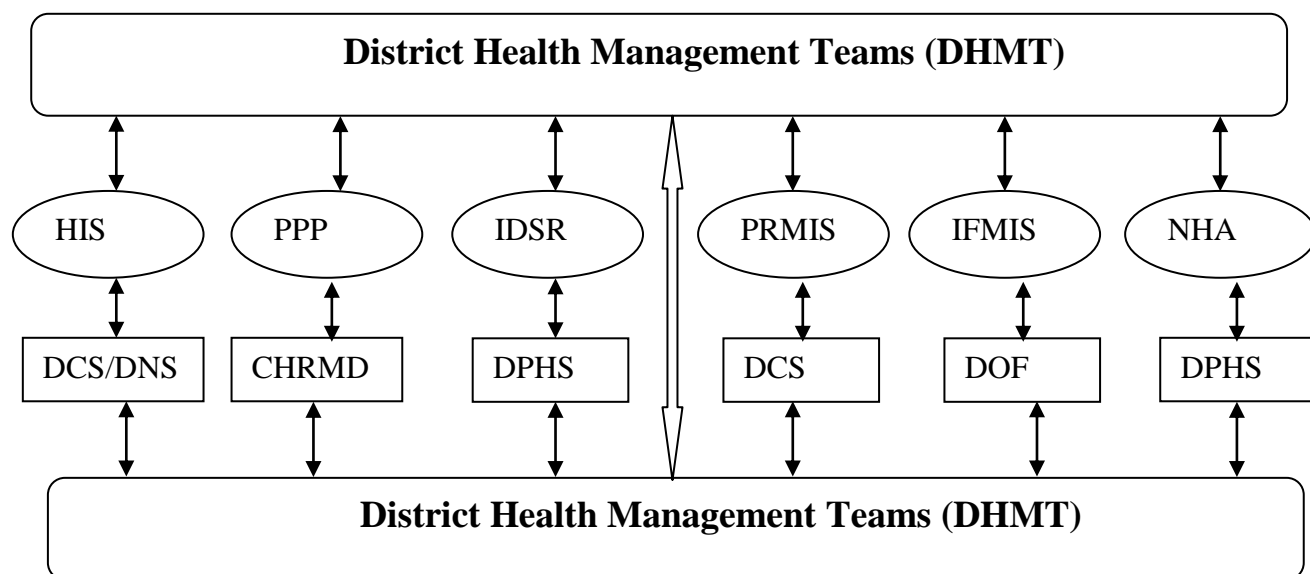 District Health Management Teams (DHMT)
HIS PPP IDSR PRMIS IFMIS NHA
DCS/DNS CHRMD DPHS DCS DOF DPHS
District Health Management Teams (DHMT)